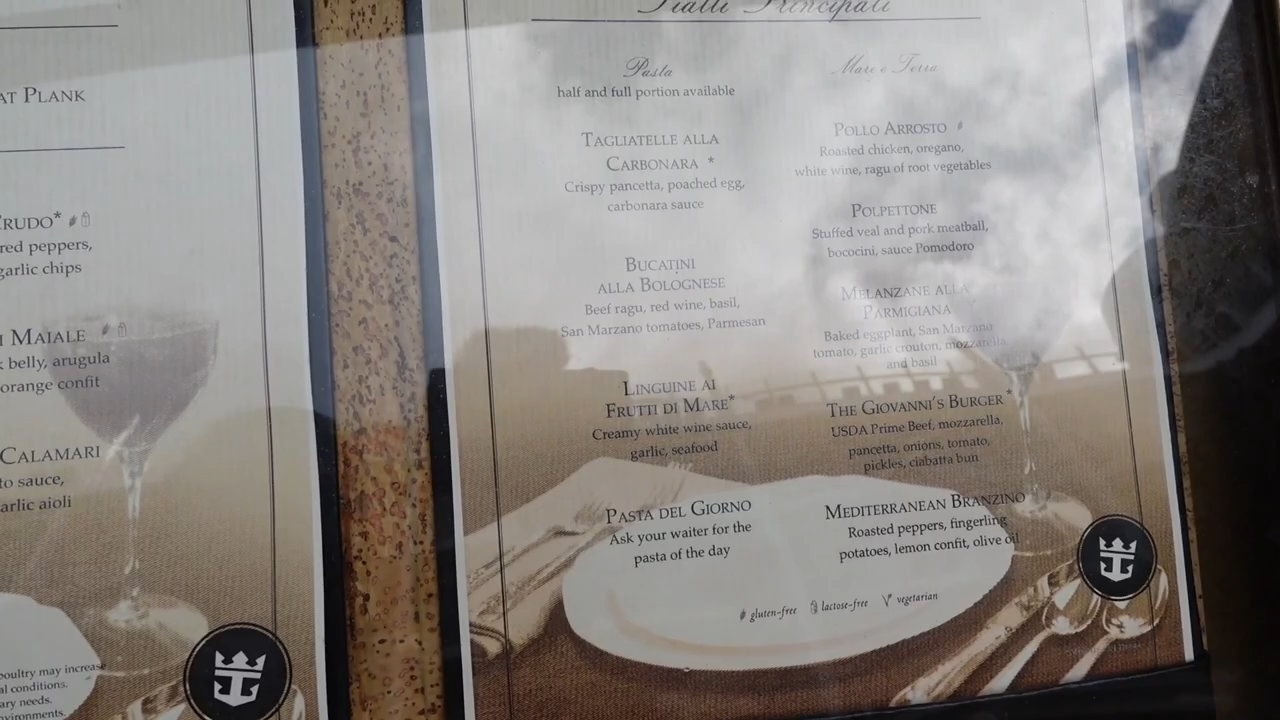 AT PLANK
CRUDO*
red peppers,
garlic chips
I MAIALE
belly, arugula
orange confit
CALAMARI
to sauce,
garlic aioli
poultry may increase
al conditions.
ary needs.
vironments.
Piatti Principali
Pasta
half and full portion available
TAGLIATELLE ALLA
CARBONARA *
Crispy pancetta, poached egg,
carbonara sauce
BUCATINI
ALLA BOLOGNESE
Beef ragu, red wine, basil,
San Marzano tomatoes, Parmesan
LINGUINE AI
FRUTTI DI MARE*
Creamy white wine sauce,
garlic, seafood
PASTA DEL GIORNO
Ask your waiter for the
pasta of the day
Mare e Terra
POLLO ARROSTO
Roasted chicken, oregano,
white wine, ragu of root vegetables
POLPETTONE
Stuffed veal and pork meatball,
bococini, sauce Pomodoro
MELANZANE ALLA
PARMIGIANA
Baked eggplant, San Marzano
tomato, garlic crouton, mozzarella
and basil
THE GIOVANNI'S BURGER*
USDA Prime Beef, mozzarella,
pancetta, onions, tomato,
pickles, ciabatta bun
MEDITERRANEAN BRANZINO
Roasted peppers, fingerling
potatoes, lemon confit, olive oil
gluten-free lactose-free V vegetarian